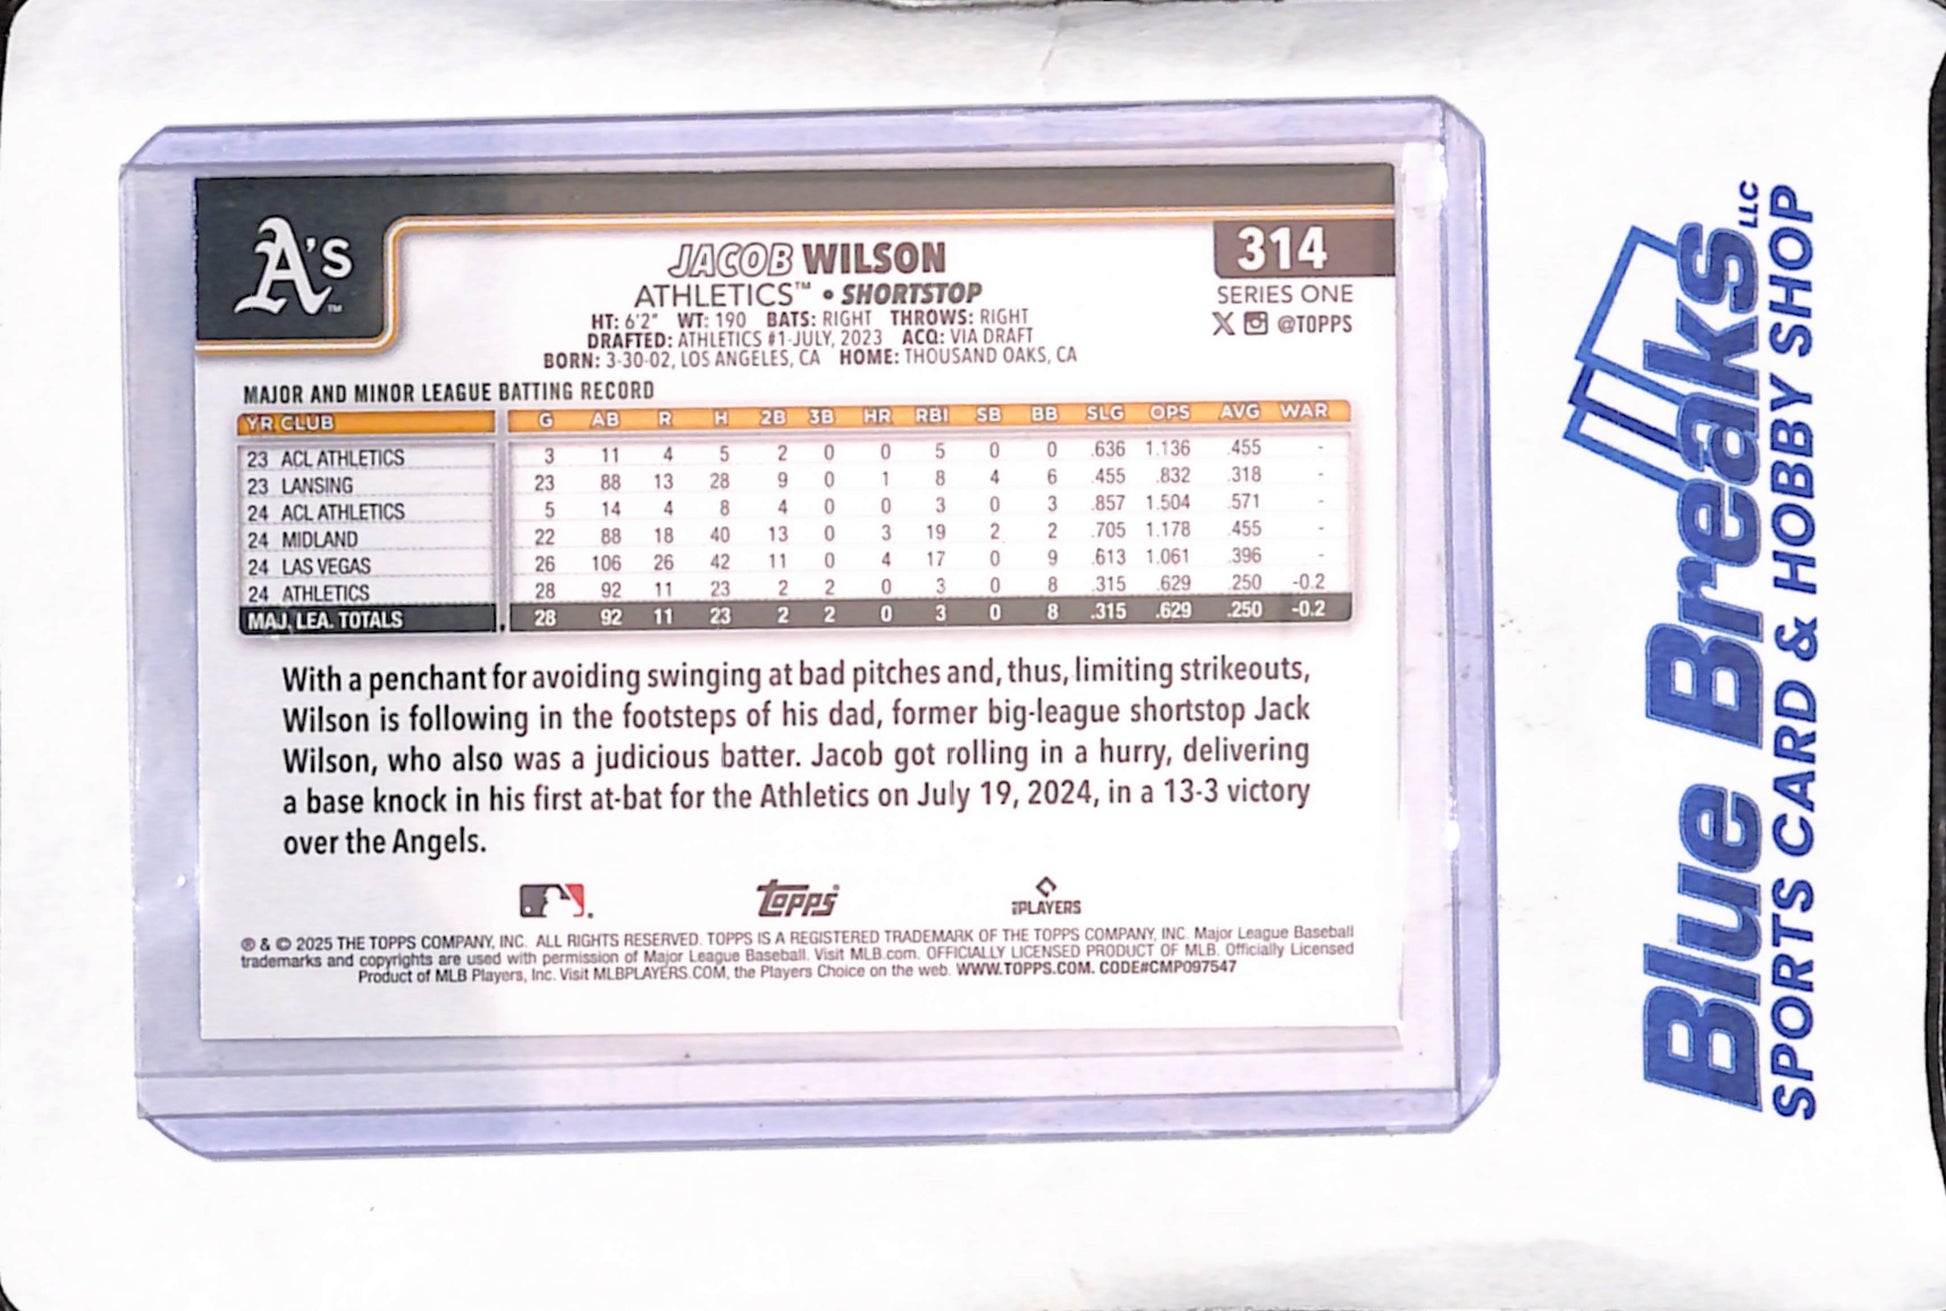 A's™
JACOB WILSON
ATHLETICS™ • SHORTSTOP
HT: 6'2" WT: 190 BATS: RIGHT THROWS: RIGHT
DRAFTED: ATHLETICS #1-JULY, 2023 ACQ: VIA DRAFT
BORN: 3-30-02, LOS ANGELES, CA HOME: THOUSAND OAKS, CA
314
SERIES ONE
X @TOPPS
MAJOR AND MINOR LEAGUE BATTING RECORD
YR CLUB G AB R H 2B 3B HR RBI SB BB SLG OPS AVG WAR
23 ACL ATHLETICS 3 11 4 5 2 0 0 5 0 0 .636 1.136 .455 -
23 LANSING 23 88 13 28 9 0 1 8 4 6 .455 .832 .318 -
24 ACL ATHLETICS 5 14 4 8 4 0 0 3 0 3 .857 1.504 .571 -
24 MIDLAND 22 88 18 40 13 0 3 19 2 2 .705 1.178 .455 -
24 LAS VEGAS 26 106 26 42 11 0 4 17 0 9 .613 1.061 .396 -
24 ATHLETICS 28 92 11 23 2 2 0 3 0 8 .315 .629 .250 -0.2
MAJ. LEA. TOTALS 28 92 11 23 2 2 0 3 0 8 .315 .629 .250 -0.2
With a penchant for avoiding swinging at bad pitches and, thus, limiting strikeouts,
Wilson is following in the footsteps of his dad, former big-league shortstop Jack
Wilson, who also was a judicious batter. Jacob got rolling in a hurry, delivering
a base knock in his first at-bat for the Athletics on July 19, 2024, in a 13-3 victory
over the Angels.
topps
PLAYERS
® & © 2025 THE TOPPS COMPANY, INC. ALL RIGHTS RESERVED. TOPPS IS A REGISTERED TRADEMARK OF THE TOPPS COMPANY, INC. Major League Baseball
trademarks and copyrights are used with permission of Major League Baseball. Visit MLB.com. OFFICIALLY LICENSED PRODUCT OF MLB. Officially Licensed
Product of MLB Players, Inc. Visit MLBPLAYERS.COM, the Players Choice on the web. WWW.TOPPS.COM. CODE#CMP097547
Blue Breaks LLC
SPORTS CARD & HOBBY SHOP